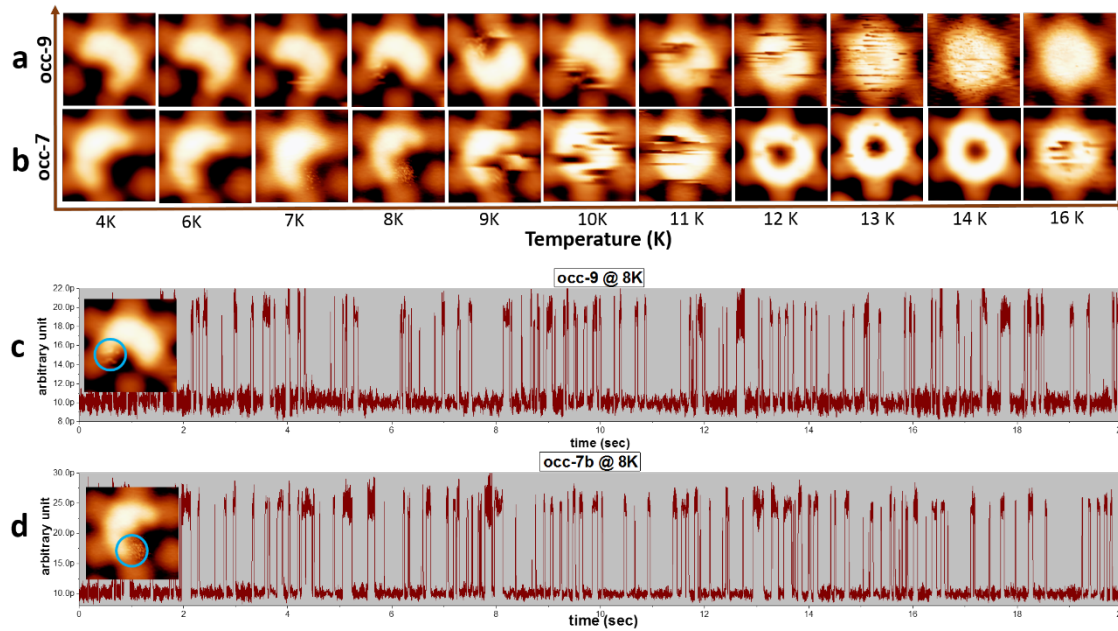 a
occ-9
b
occ-7
4K 6K 7K 8K 9K 10K 11 K 12 K 13 K 14 K 16 K
Temperature (K)
occ-9 @ 8K
c
arbitrary unit
22.0p
20.0p
18.0p
16.0p
14.0p
12.0p
10.0p
8.0p
0 2 4 6 8 10 12 14 16 18 2
time (sec)
occ-7b @ 8K
d
arbitrary unit
30.0p
25.0p
20.0p
15.0p
10.0p
0 2 4 6 8 10 12 14 16 18 2
time (sec)